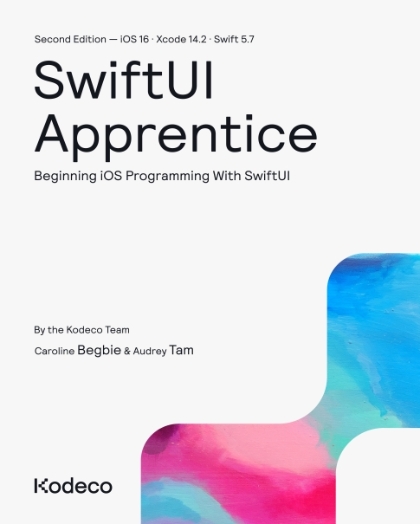 Second Edition — iOS 16 · Xcode 14.2 · Swift 5.7
SwiftUI
Apprentice
Beginning iOS Programming With SwiftUI
By the Kodeco Team
Caroline Begbie & Audrey Tam
Kodeco